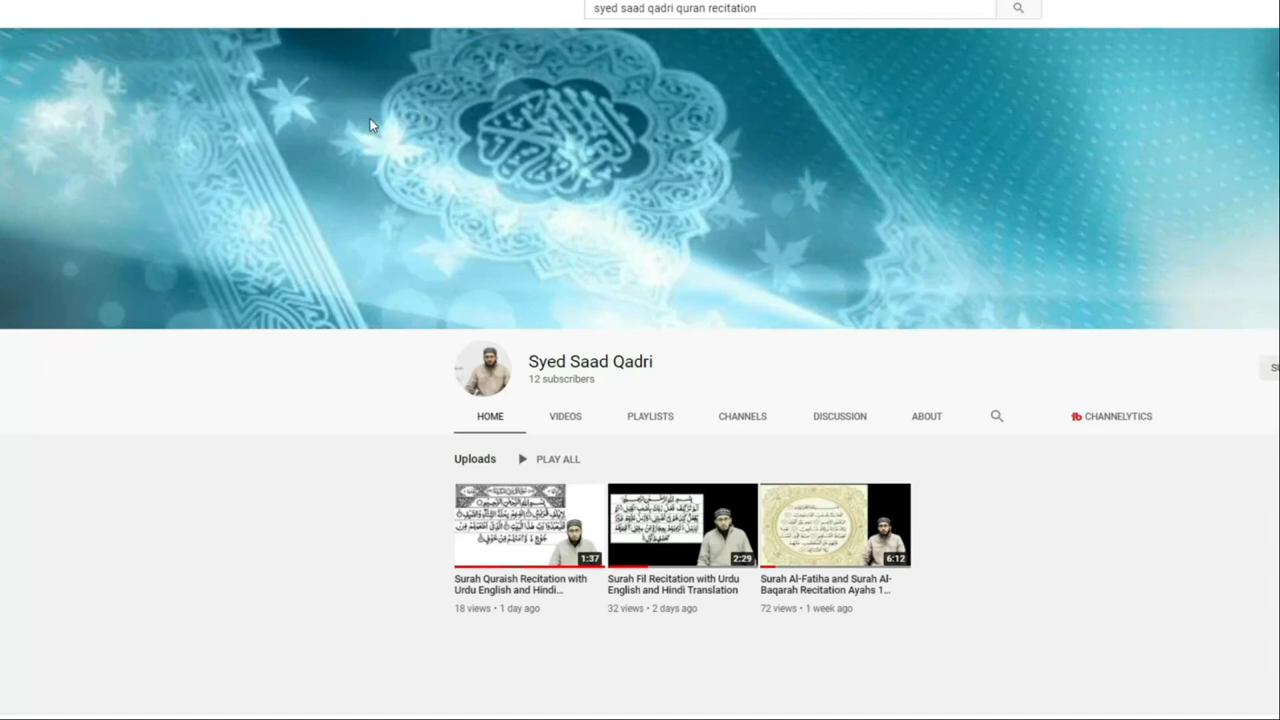 syed saad qadri quran recitation
Syed Saad Qadri
12 subscribers
HOME VIDEOS PLAYLISTS CHANNELS DISCUSSION ABOUT CHANNELYTICS
Uploads PLAY ALL
1:37 2:29 6:12
Surah Quraish Recitation with
Urdu English and Hindi...
18 views • 1 day ago
Surah Fil Recitation with Urdu
English and Hindi Translation
32 views • 2 days ago
Surah Al-Fatiha and Surah Al-
Baqarah Recitation Ayahs 1...
72 views • 1 week ago